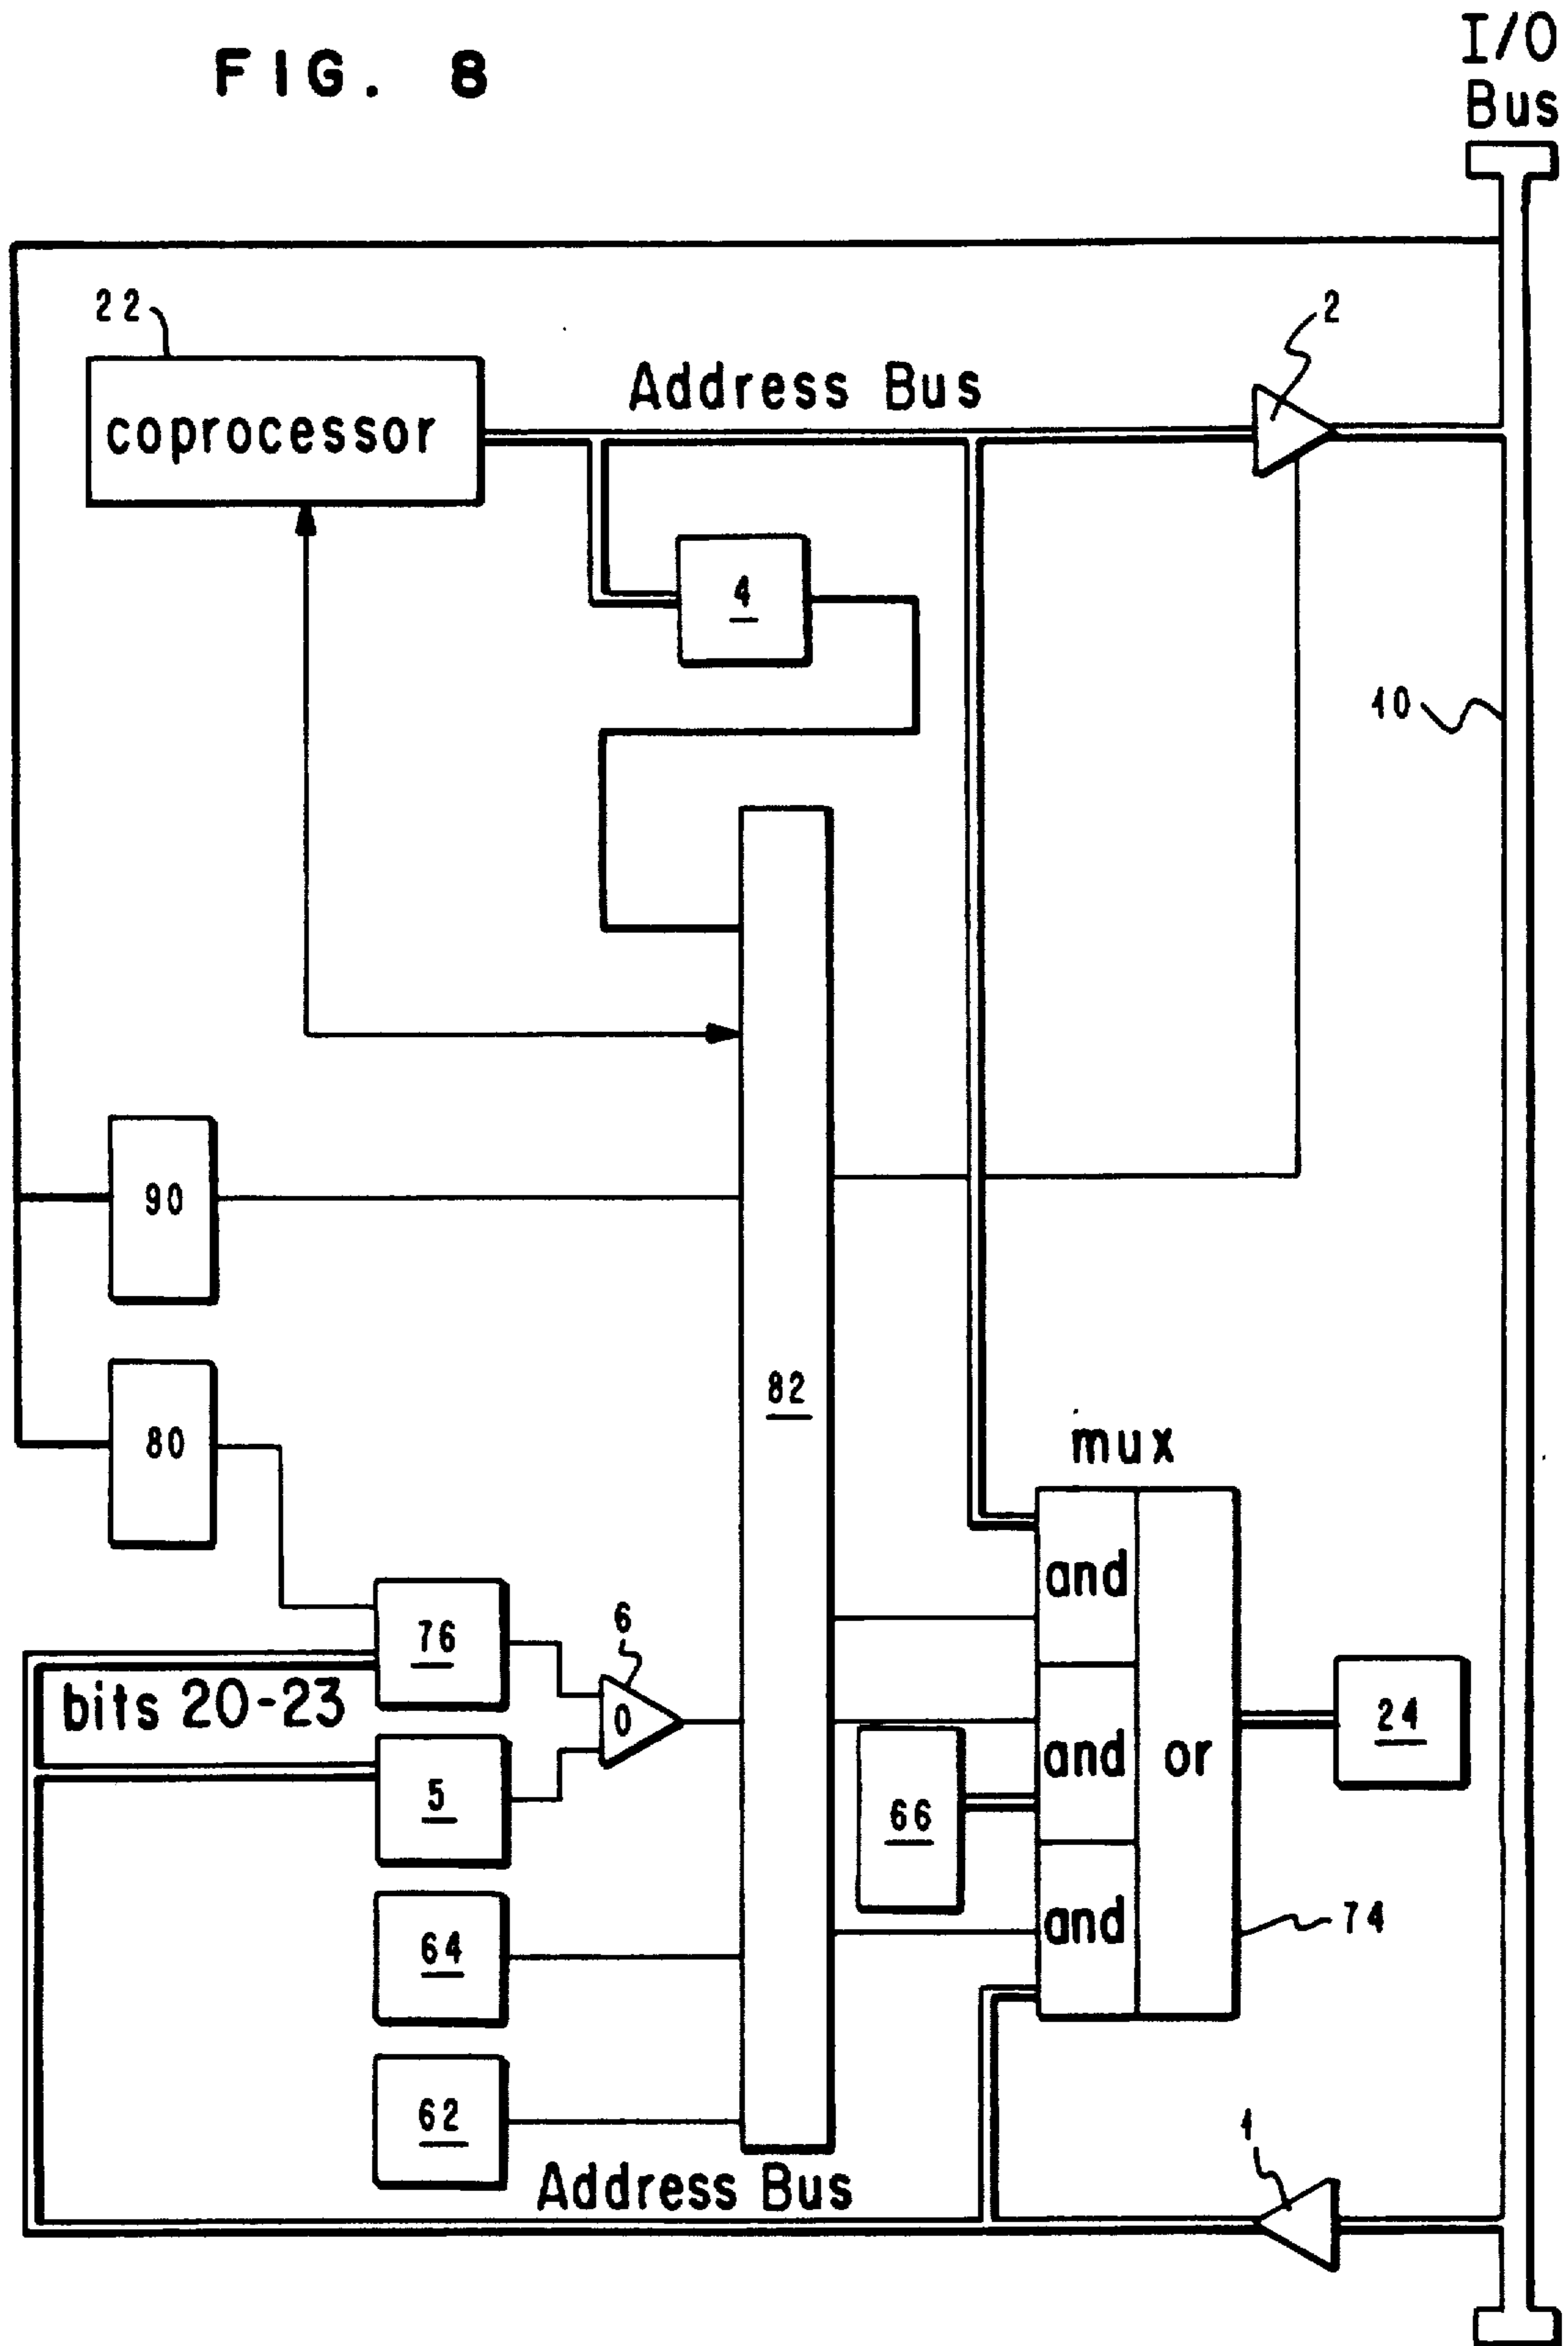 FIG. 8
I/O
Bus
22
2
Address Bus
coprocessor
4
10
90
82
80
mux
and
76
6
bits 20-23
0
24
and
or
5
66
and
74
64
62
1
Address Bus